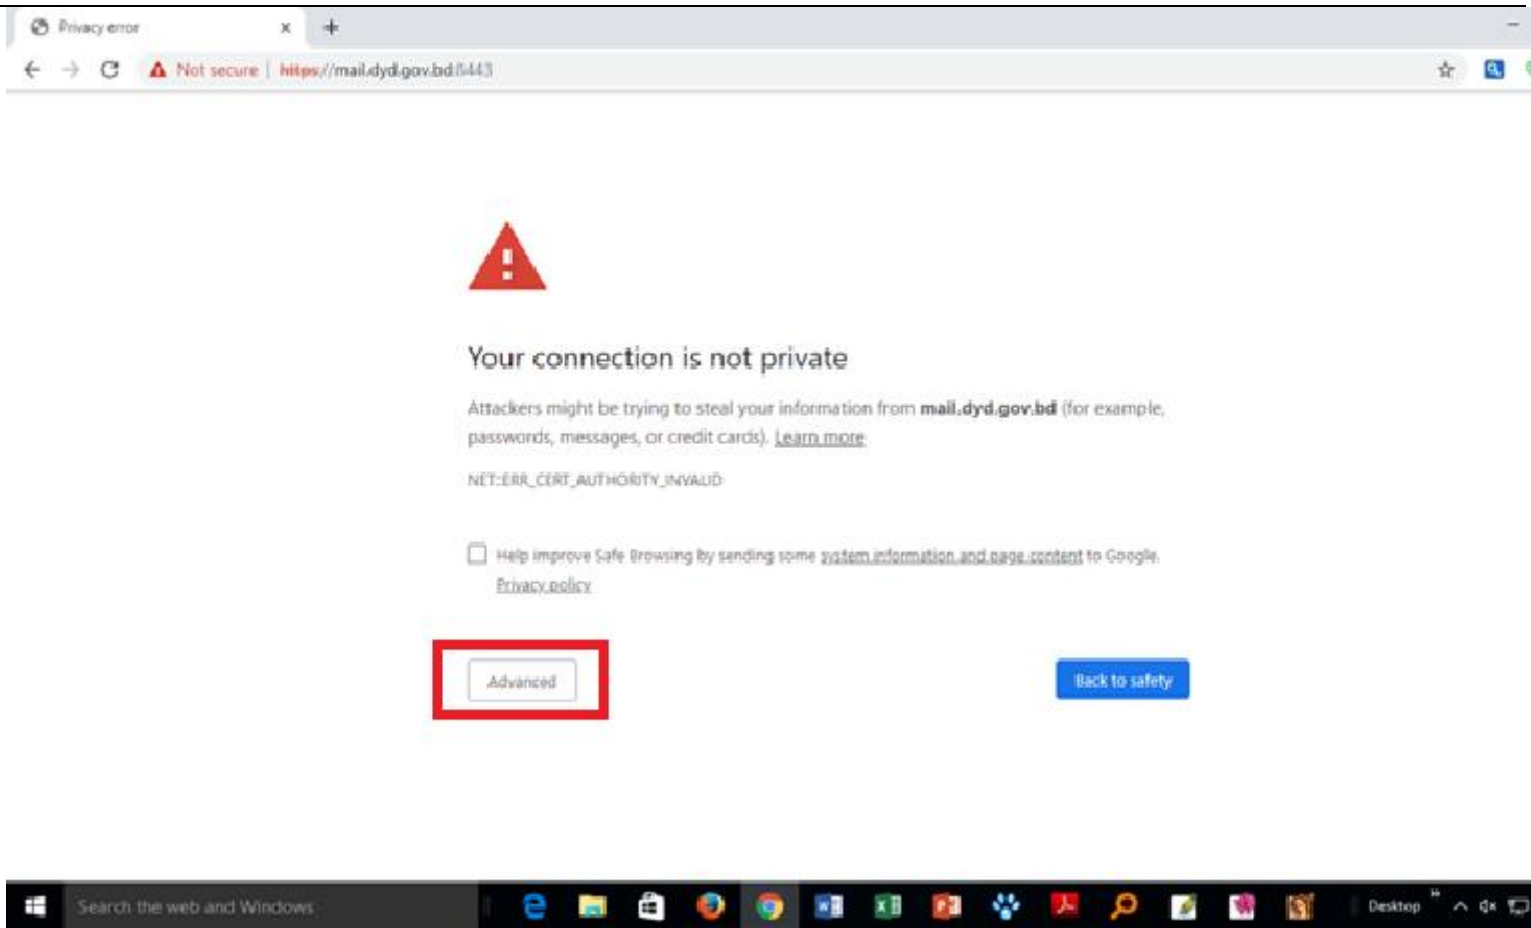 Privacy error
Not secure | https://mail.dyd.gov.bd:8443
Your connection is not private
Attackers might be trying to steal your information from mail.dyd.gov.bd (for example,
passwords, messages, or credit cards). Learn more
NET::ERR_CERT_AUTHORITY_INVALID
Help improve Safe Browsing by sending some system information and page content to Google.
Privacy policy
Advanced
Back to safety
Search the web and Windows
Desktop